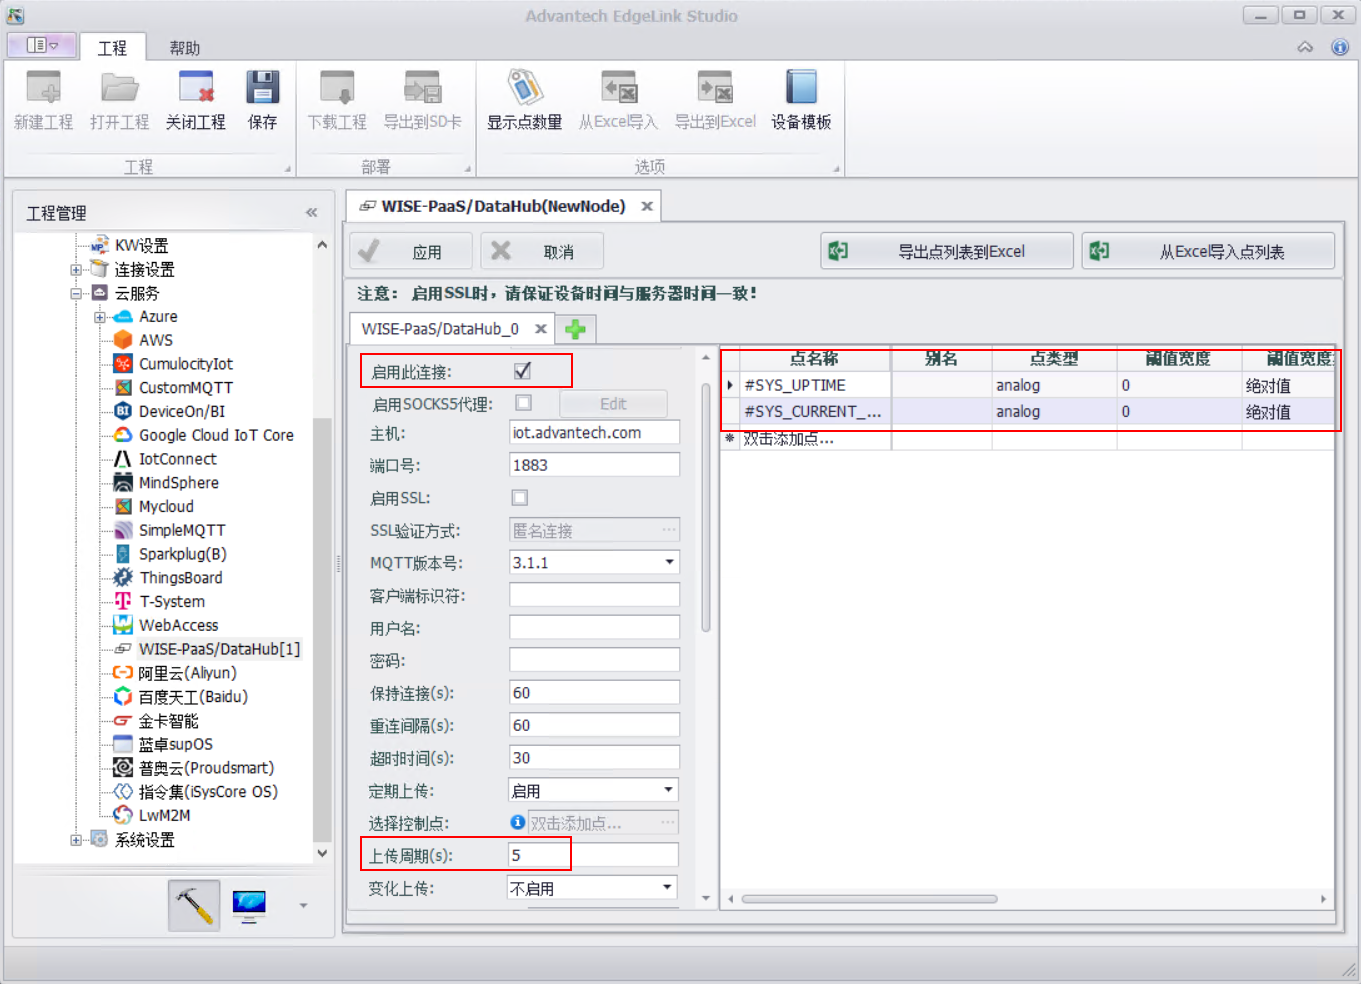 Advantech EdgeLink Studio
工程 帮助
新建工程 打开工程 关闭工程 保存 下载工程 导出到SD卡 显示点数量 从Excel导入 导出到Excel 设备模板
工程 部署 选项
工程管理
KW设置
连接设置
云服务
Azure
AWS
CumulocityIot
CustomMQTT
DeviceOn/BI
Google Cloud IoT Core
IotConnect
MindSphere
Mycloud
SimpleMQTT
Sparkplug(B)
ThingsBoard
T-System
WebAccess
WISE-PaaS/DataHub[1]
阿里云(Aliyun)
百度天工(Baidu)
金卡智能
蓝卓supOS
普奥云(Proudsmart)
指令集(iSysCore OS)
LwM2M
系统设置
WISE-PaaS/DataHub(NewNode)
应用 取消 导出点列表到Excel 从Excel导入点列表
注意： 启用SSL时，请保证设备时间与服务器时间一致！
WISE-PaaS/DataHub_0
启用此连接:
启用SOCKS5代理: Edit
主机: iot.advantech.com
端口号: 1883
启用SSL:
SSL验证方式: 匿名连接 ...
MQTT版本号: 3.1.1
客户端标识符:
用户名:
密码:
保持连接(s): 60
重连间隔(s): 60
超时时间(s): 30
定期上传: 启用
选择控制点: 双击添加点... ...
上传周期(s): 5
变化上传: 不启用
点名称 别名 点类型 阈值宽度 阈值宽度
#SYS_UPTIME analog 0 绝对值
#SYS_CURRENT_... analog 0 绝对值
双击添加点...